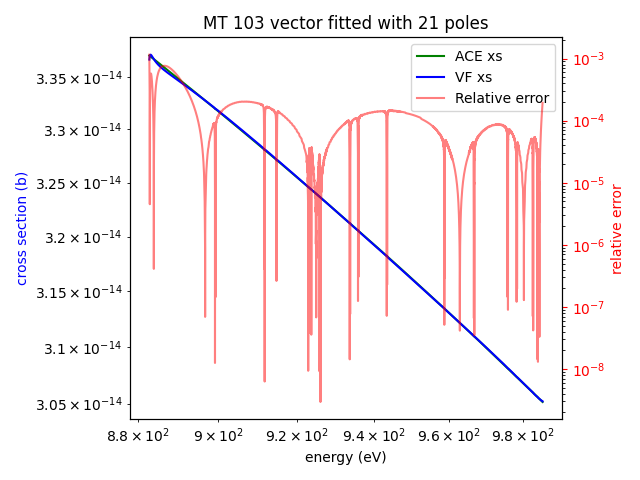 MT 103 vector fitted with 21 poles
ACE xs
VF xs
Relative error
3.35 × 10⁻¹⁴
3.3 × 10⁻¹⁴
3.25 × 10⁻¹⁴
3.2 × 10⁻¹⁴
3.15 × 10⁻¹⁴
3.1 × 10⁻¹⁴
3.05 × 10⁻¹⁴
cross section (b)
10⁻³
10⁻⁴
10⁻⁵
10⁻⁶
10⁻⁷
10⁻⁸
relative error
8.8 × 10² 9 × 10² 9.2 × 10² 9.4 × 10² 9.6 × 10² 9.8 × 10²
energy (eV)